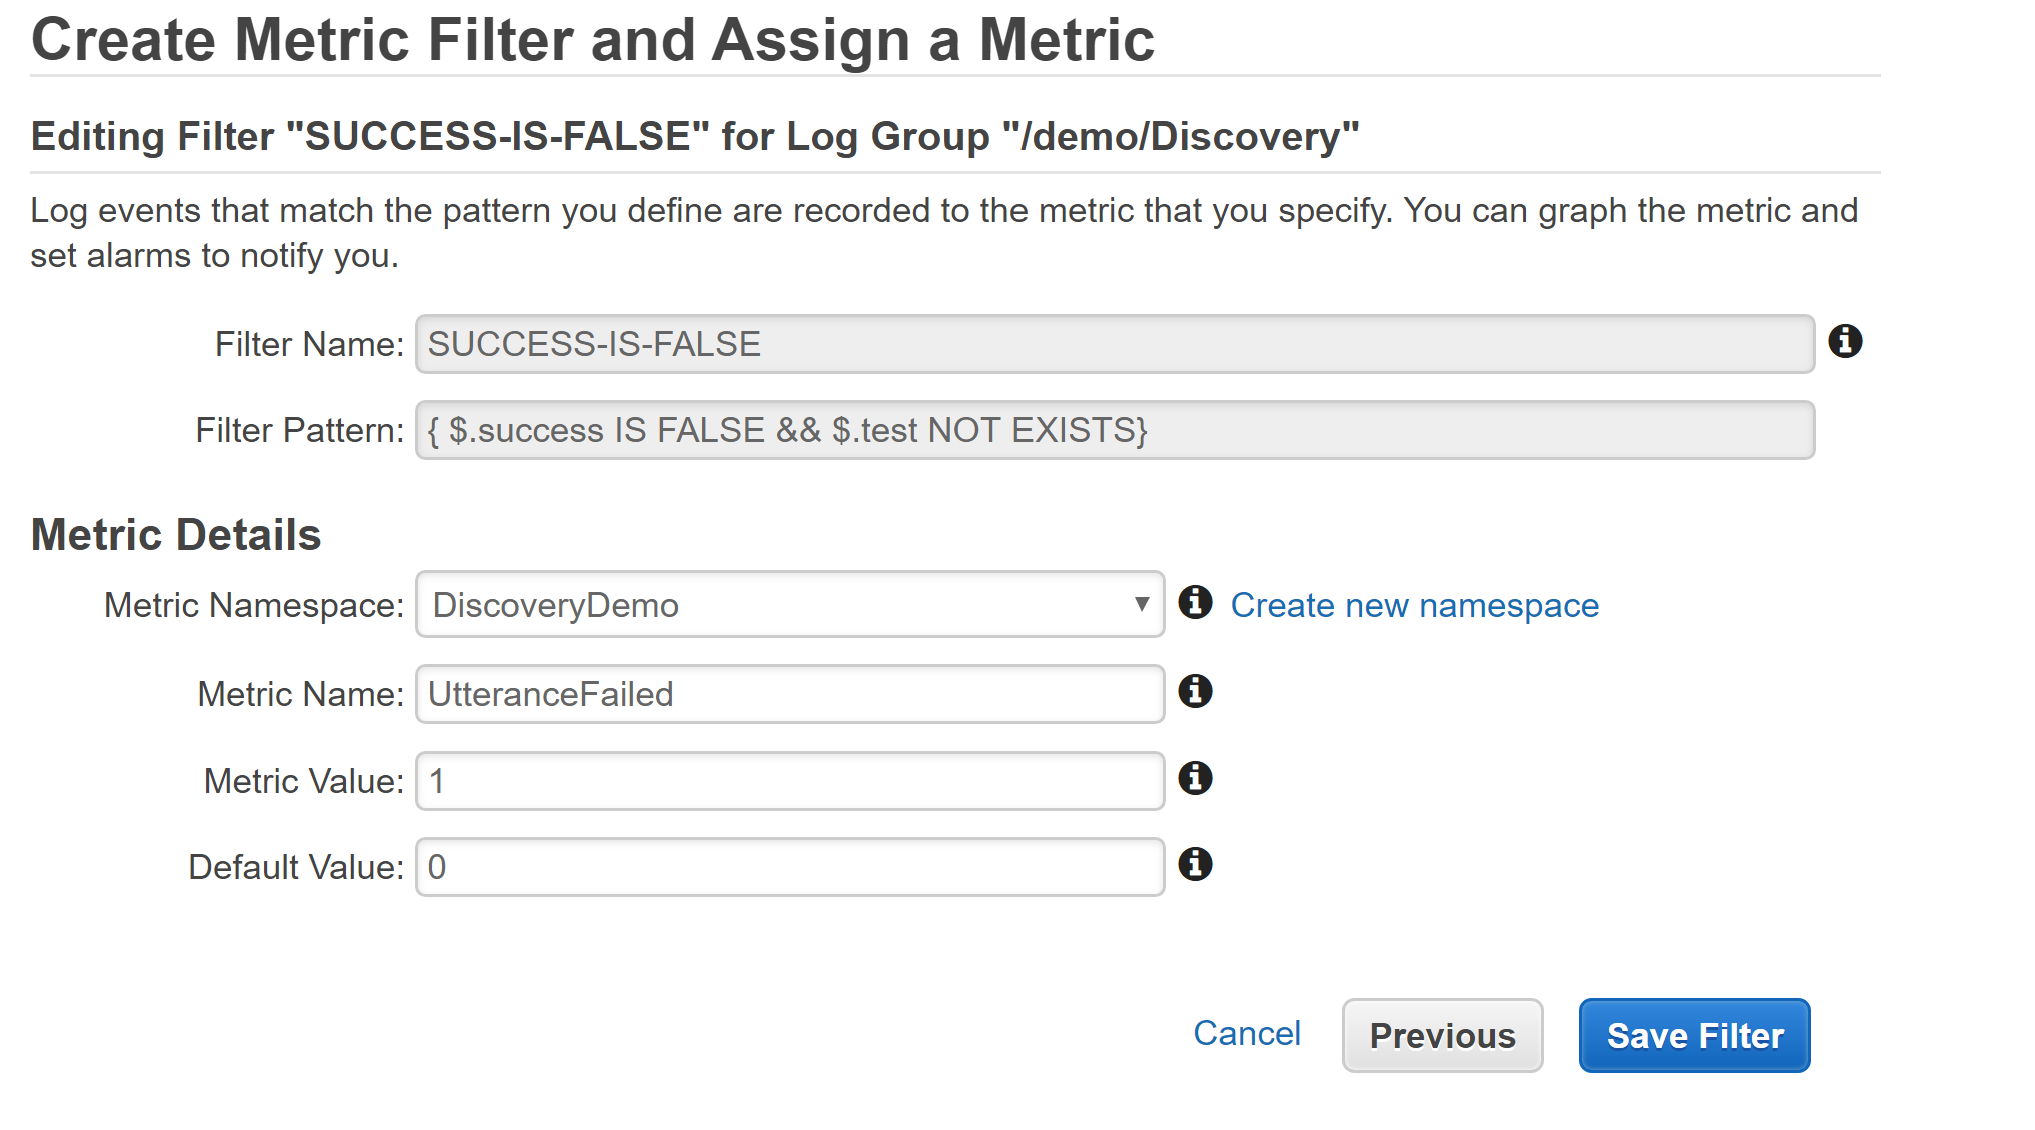 Create Metric Filter and Assign a Metric
Editing Filter "SUCCESS-IS-FALSE" for Log Group "/demo/Discovery"
Log events that match the pattern you define are recorded to the metric that you specify. You can graph the metric and
set alarms to notify you.
Filter Name: SUCCESS-IS-FALSE
Filter Pattern: { $.success IS FALSE && $.test NOT EXISTS}
Metric Details
Metric Namespace: DiscoveryDemo Create new namespace
Metric Name: UtteranceFailed
Metric Value: 1
Default Value: 0
Cancel Previous Save Filter